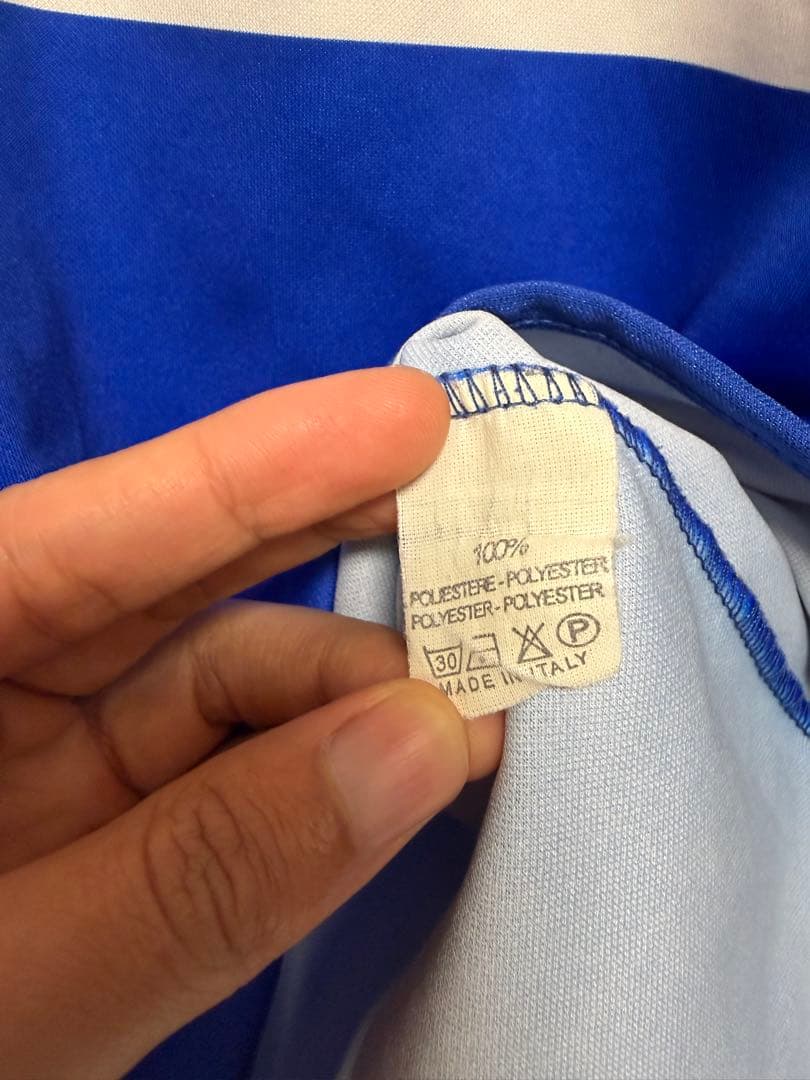 100%
POLIESTERE-POLYESTER
POLYESTER-POLYESTER
30 P
MADE IN ITALY